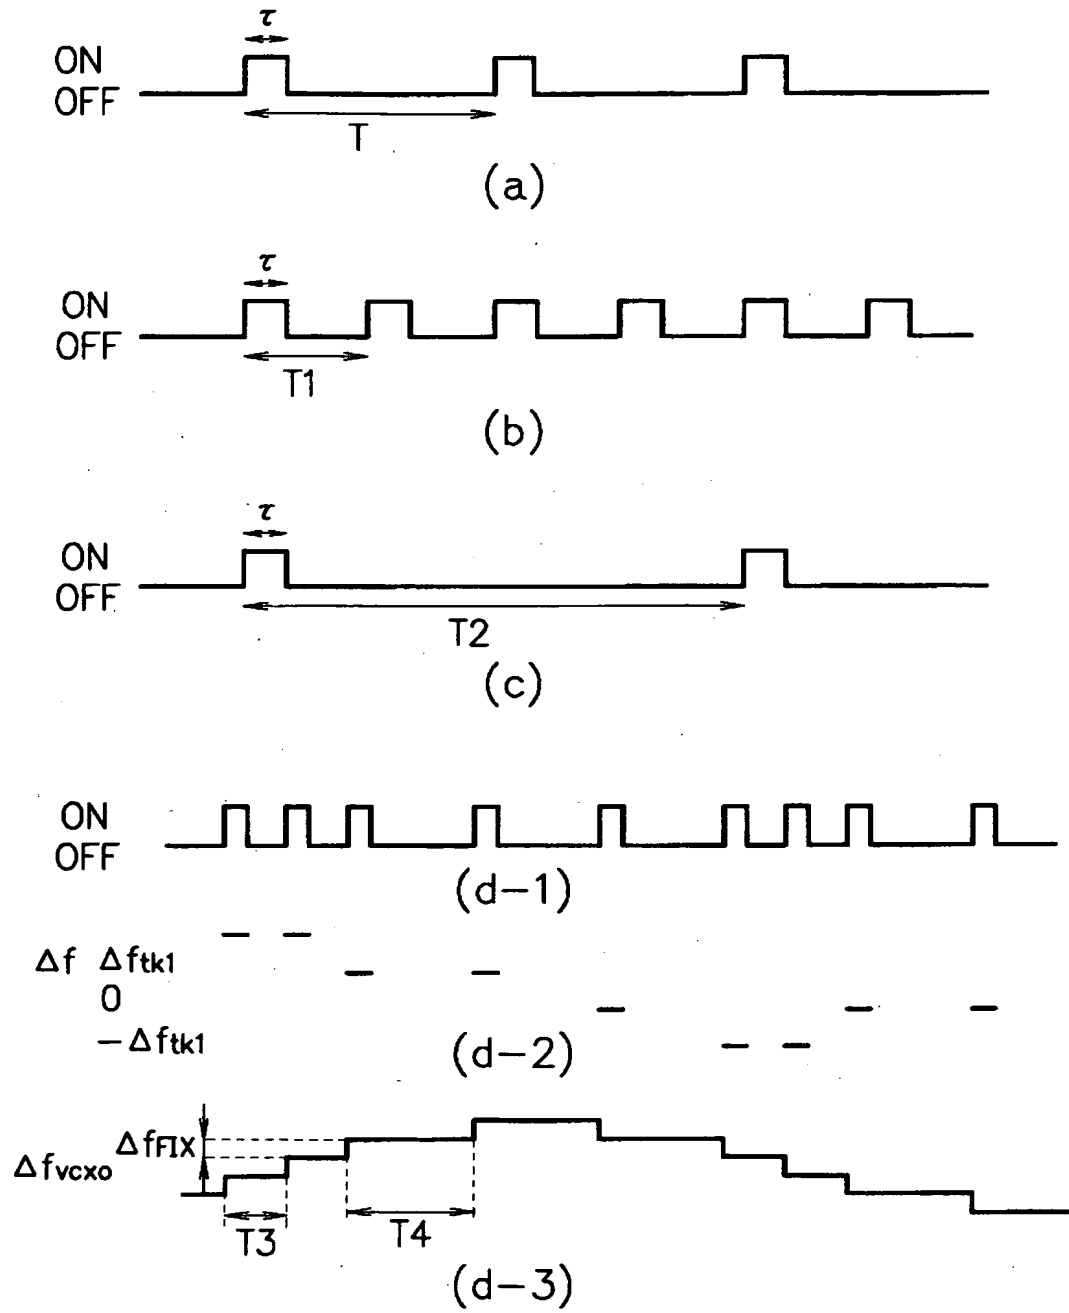 τ
ON
OFF
T
(a)
τ
ON
OFF
T1
(b)
τ
ON
OFF
T2
(c)
ON
OFF
(d-1)
Δf Δftk1
0
-Δftk1
(d-2)
ΔfFIX
Δfvcxo
T3 T4
(d-3)